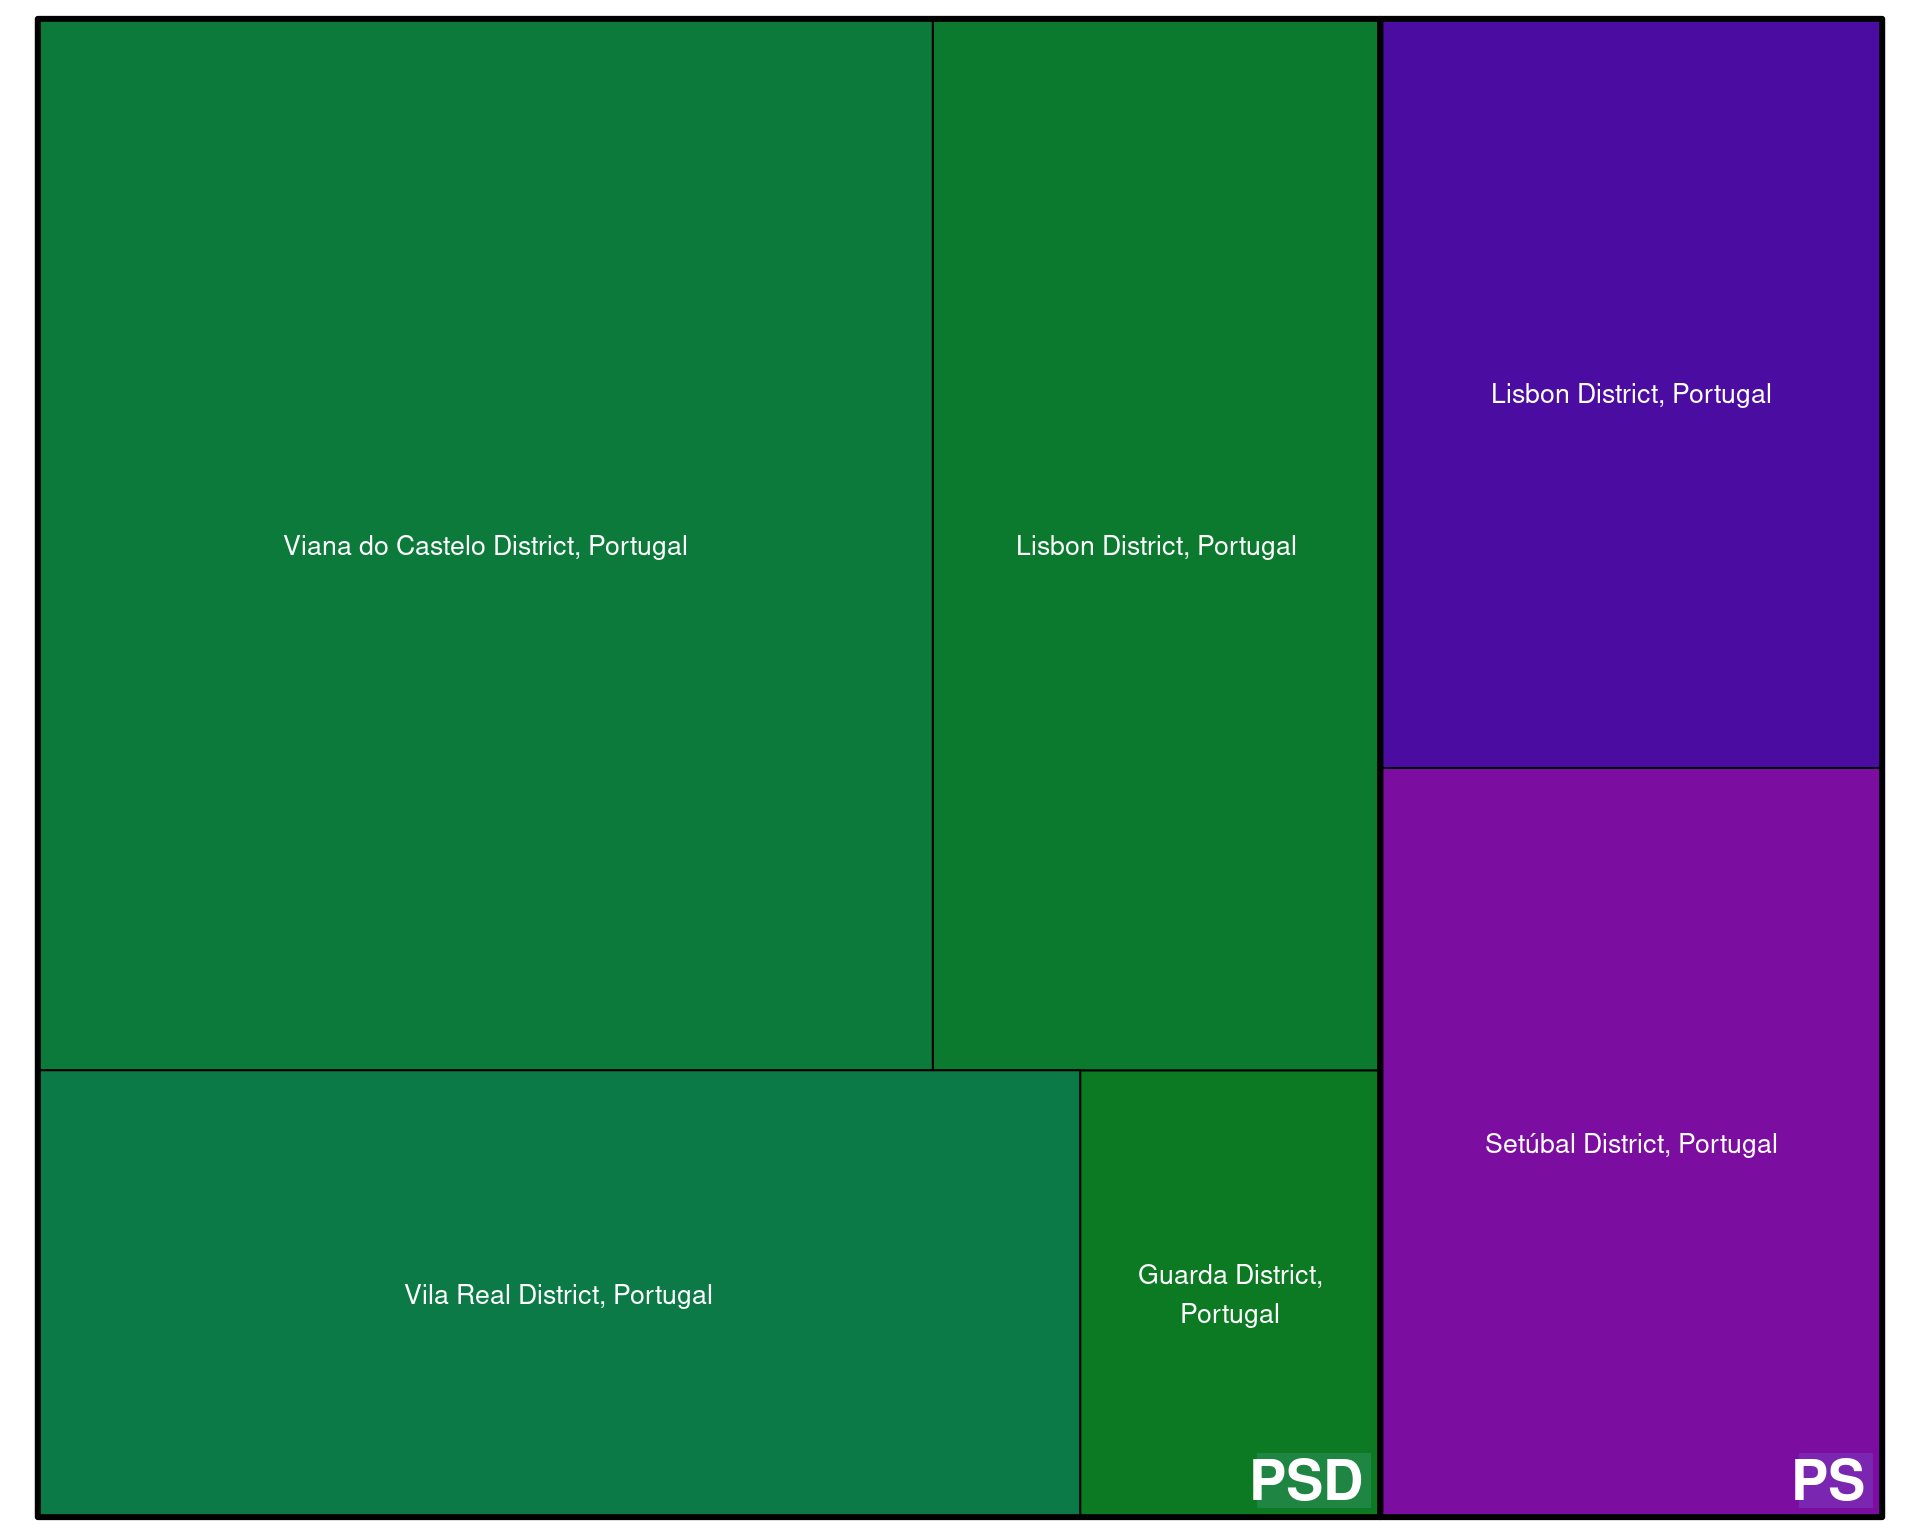 Viana do Castelo District, Portugal
Lisbon District, Portugal
Lisbon District, Portugal
Vila Real District, Portugal
Guarda District,
Portugal
Setúbal District, Portugal
PSD
PS